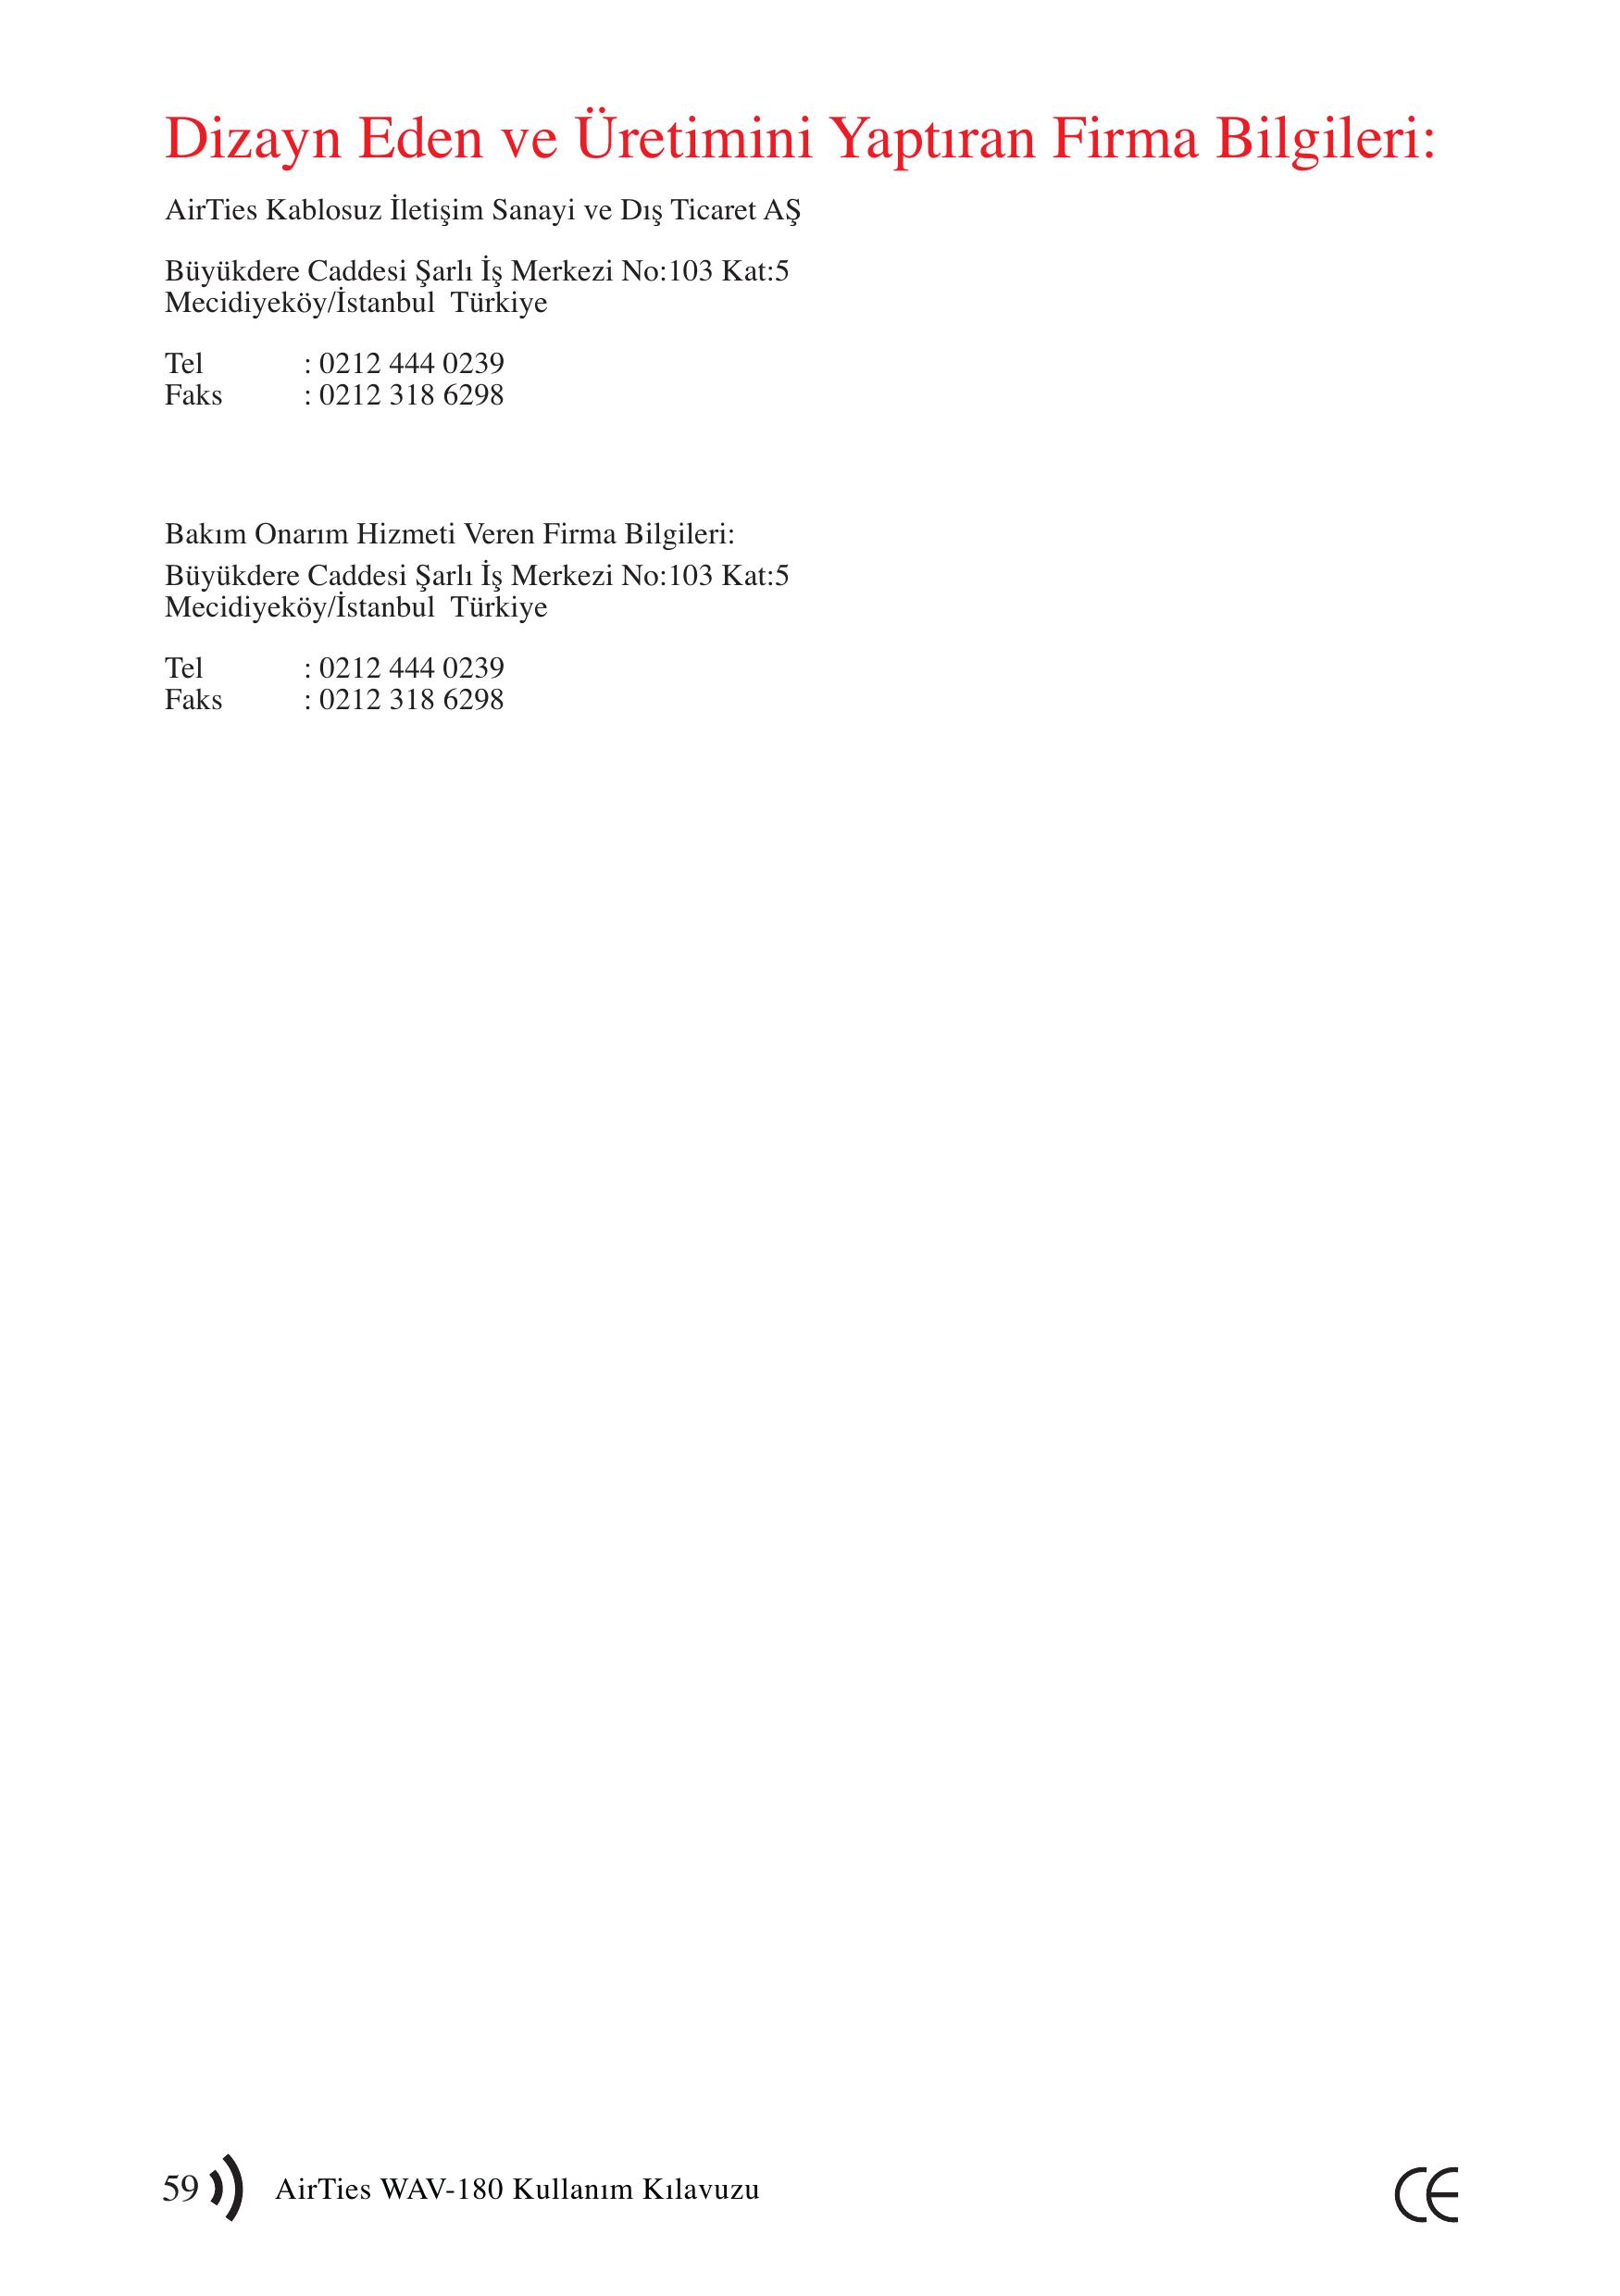 Dizayn Eden ve Üretimini Yaptıran Firma Bilgileri:
AirTies Kablosuz İletişim Sanayi ve Dış Ticaret AŞ
Büyükdere Caddesi Şarlı İş Merkezi No:103 Kat:5
Mecidiyeköy/İstanbul  Türkiye
Tel : 0212 444 0239
Faks : 0212 318 6298
Bakım Onarım Hizmeti Veren Firma Bilgileri:
Büyükdere Caddesi Şarlı İş Merkezi No:103 Kat:5
Mecidiyeköy/İstanbul  Türkiye
Tel : 0212 444 0239
Faks : 0212 318 6298
59 AirTies WAV-180 Kullanım Kılavuzu CE